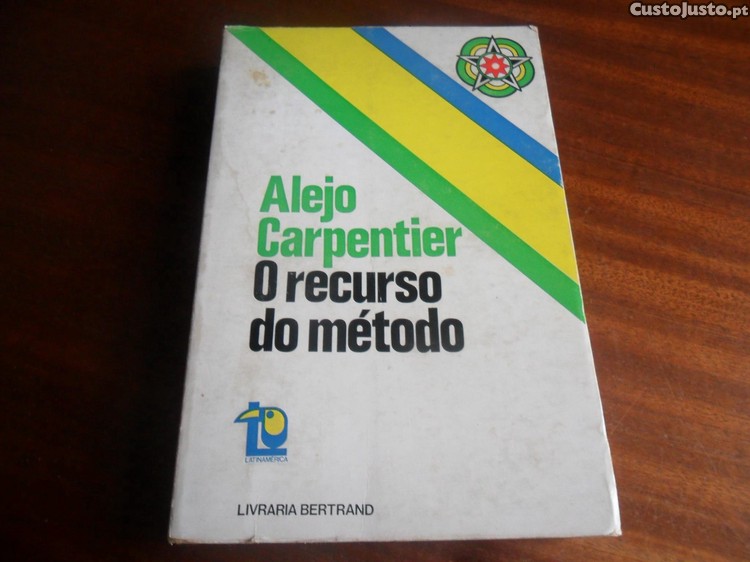 CustoJusto.pt
Alejo
Carpentier
O recurso
do método
LATINAMÉRICA
LIVRARIA BERTRAND